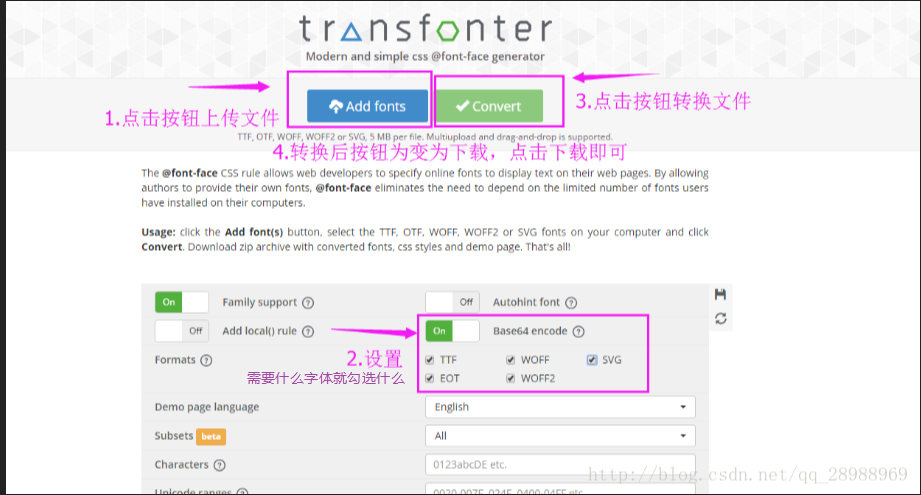 transfonter
Modern and simple css @font-face generator
1.点击按钮上传文件
Add fonts
Convert
3.点击按钮转换文件
TTF, OTF, WOFF, WOFF2 or SVG, 5 MB per file. Multiupload and drag-and-drop is supported.
4.转换后按钮为变为下载，点击下载即可
The @font-face CSS rule allows web developers to specify online fonts to display text on their web pages. By allowing
authors to provide their own fonts, @font-face eliminates the need to depend on the limited number of fonts users
have installed on their computers.
Usage: click the Add font(s) button, select the TTF, OTF, WOFF, WOFF2 or SVG fonts on your computer and click
Convert. Download zip archive with converted fonts, css styles and demo page. That's all!
On Family support ?
Off Autohint font ?
Off Add local() rule ?
On Base64 encode ?
Formats ?
2.设置
需要什么字体就勾选什么
TTF WOFF SVG
EOT WOFF2
Demo page language English
Subsets beta All
Characters ? 0123abcDE etc.
Unicode ranges ? 0020-007F, 024F, 0400-04FF etc.
http://blog.csdn.net/qq_28988969